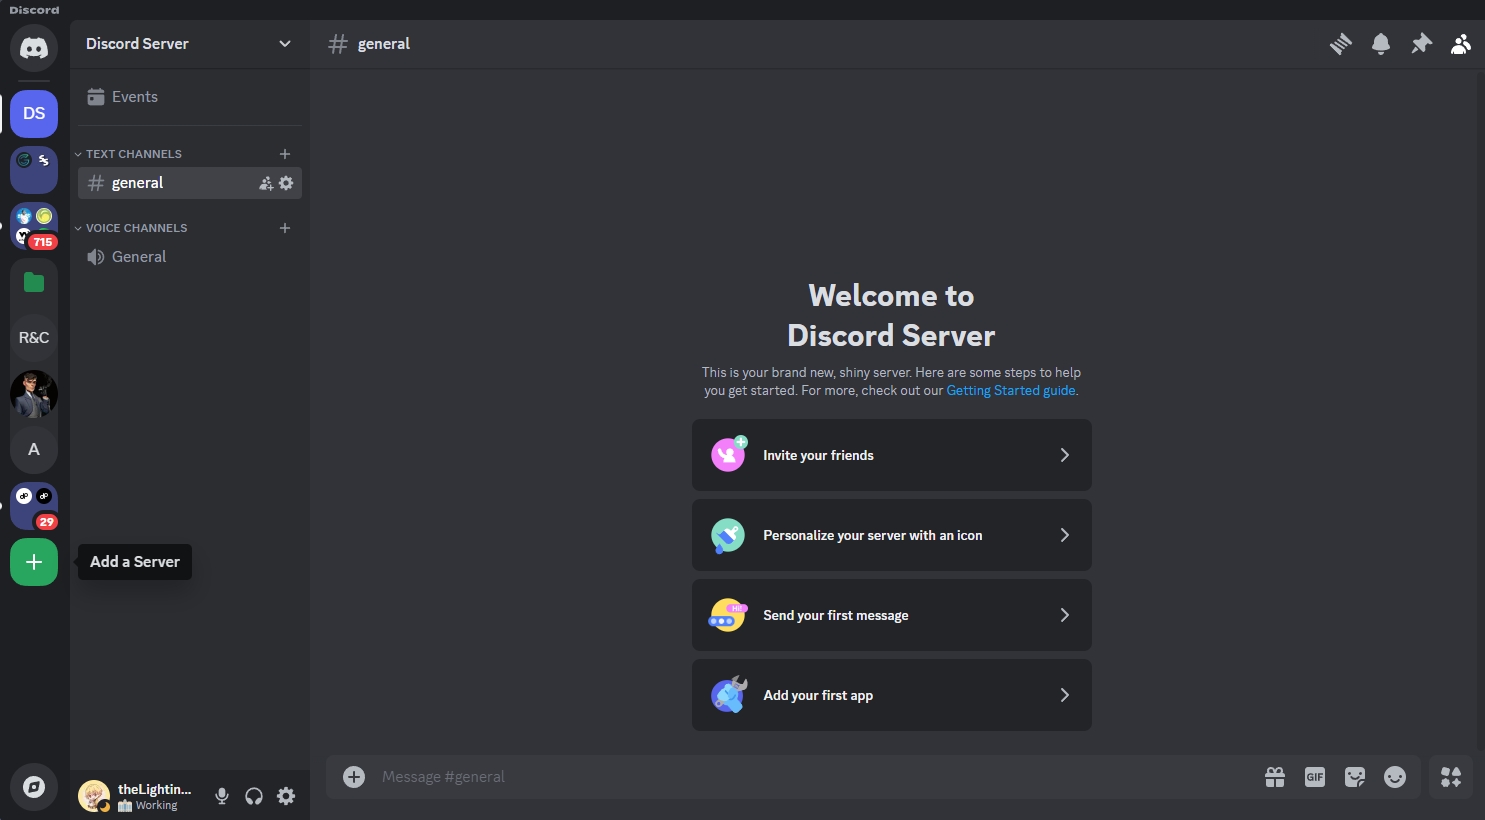 Discord
DS
715
R&C
A
29
Add a Server
Discord Server
Events
TEXT CHANNELS
general
VOICE CHANNELS
General
theLightin...
Working
general
Welcome to
Discord Server
This is your brand new, shiny server. Here are some steps to help
you get started. For more, check out our Getting Started guide.
Invite your friends
Personalize your server with an icon
Hi!
Send your first message
Add your first app
Message #general
GIF